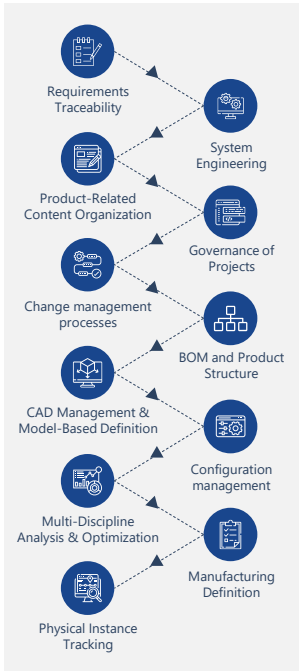 Requirements
Traceability
System
Engineering
Product-Related
Content Organization
Governance of
Projects
Change management
processes
BOM and Product
Structure
CAD Management &
Model-Based Definition
Configuration
management
Multi-Discipline
Analysis & Optimization
Manufacturing
Definition
Physical Instance
Tracking